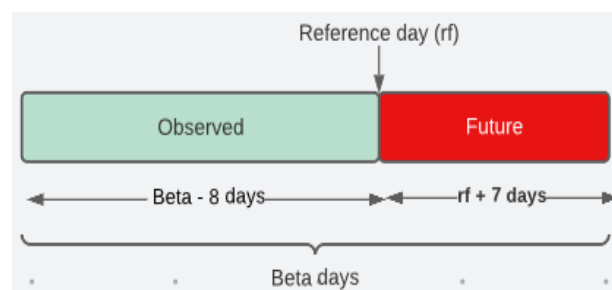 Reference day (rf)
Observed
Future
Beta - 8 days
rf + 7 days
Beta days